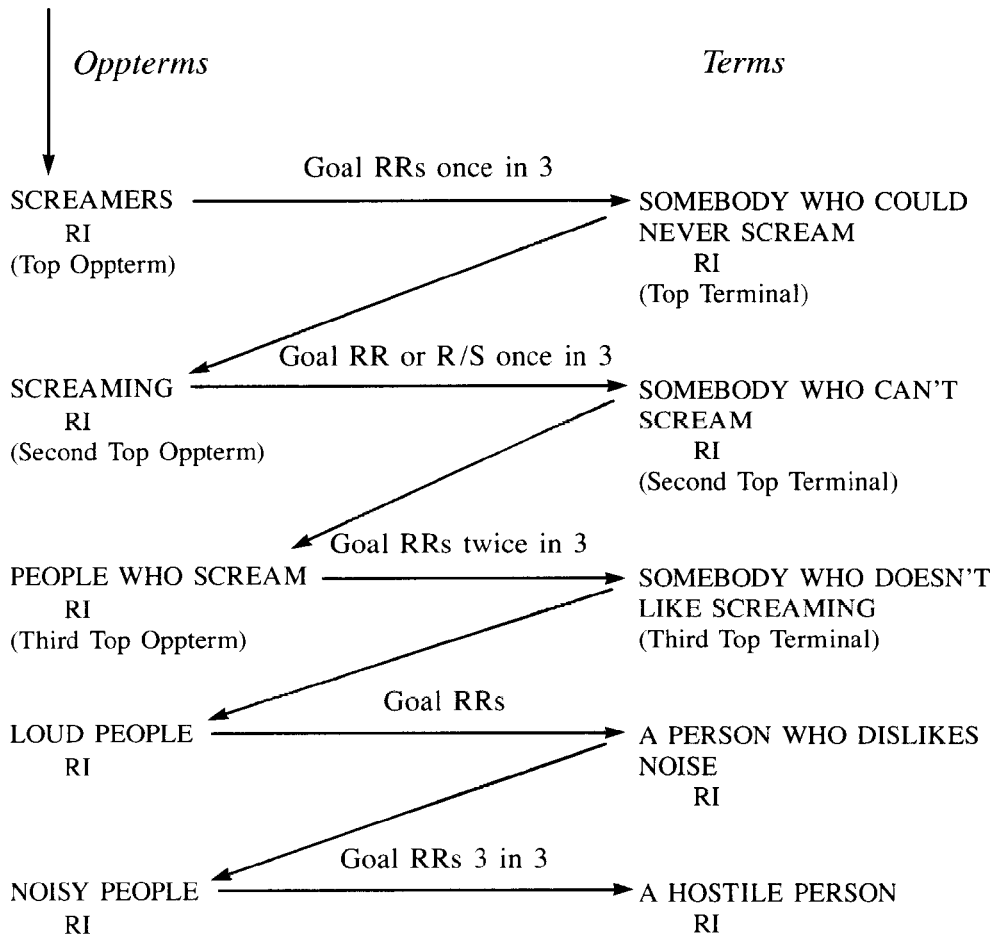 Oppterms
Terms
Goal RRs once in 3
SCREAMERS
RI
(Top Oppterm)
SOMEBODY WHO COULD
NEVER SCREAM
RI
(Top Terminal)
Goal RR or R/S once in 3
SCREAMING
RI
(Second Top Oppterm)
SOMEBODY WHO CAN'T
SCREAM
RI
(Second Top Terminal)
Goal RRs twice in 3
PEOPLE WHO SCREAM
RI
(Third Top Oppterm)
SOMEBODY WHO DOESN'T
LIKE SCREAMING
(Third Top Terminal)
Goal RRs
LOUD PEOPLE
RI
A PERSON WHO DISLIKES
NOISE
RI
Goal RRs 3 in 3
NOISY PEOPLE
RI
A HOSTILE PERSON
RI